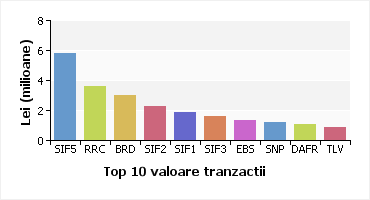 8
6
4
2
0
Lei (milioane)
SIF5 RRC BRD SIF2 SIF1 SIF3 EBS SNP DAFR TLV
Top 10 valoare tranzactii